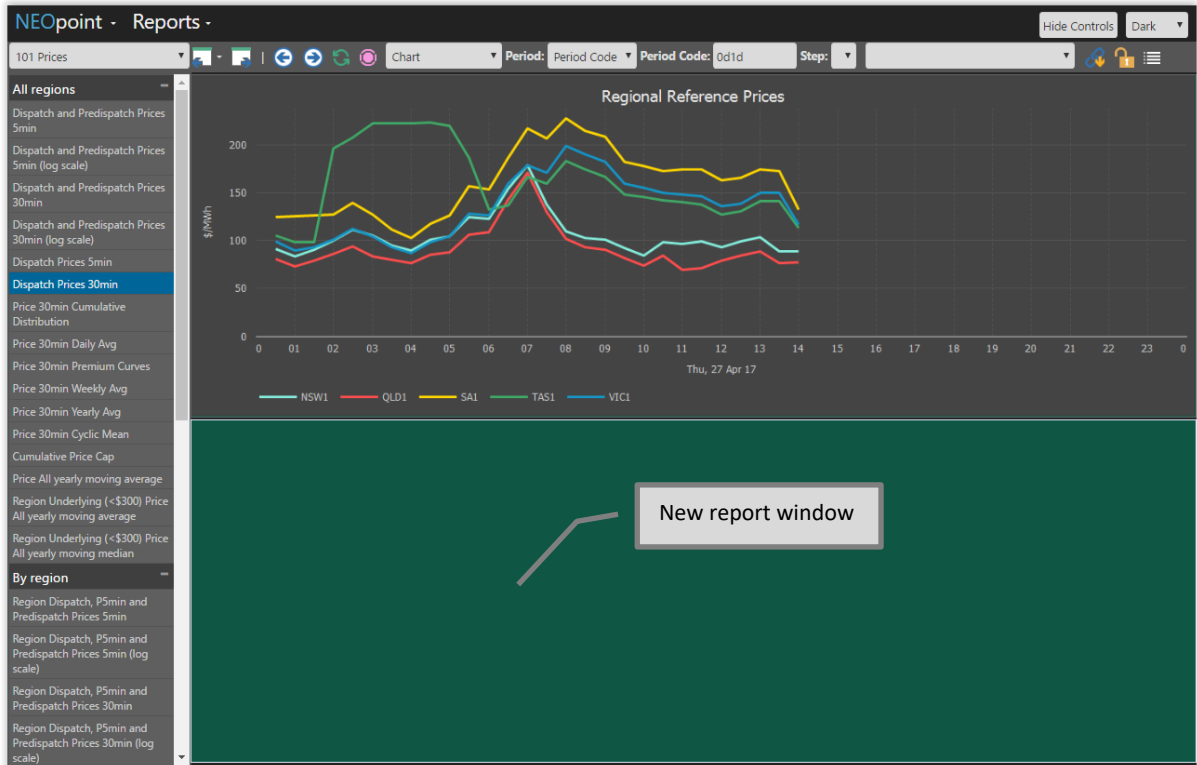 NEOpoint - Reports -
Hide Controls Dark
101 Prices
Chart Period: Period Code Period Code: 0d1d Step:
All regions
Dispatch and Predispatch Prices
5min
Dispatch and Predispatch Prices
5min (log scale)
Dispatch and Predispatch Prices
30min
Dispatch and Predispatch Prices
30min (log scale)
Dispatch Prices 5min
Dispatch Prices 30min
Price 30min Cumulative
Distribution
Price 30min Daily Avg
Price 30min Premium Curves
Price 30min Weekly Avg
Price 30min Yearly Avg
Price 30min Cyclic Mean
Cumulative Price Cap
Price All yearly moving average
Region Underlying (<$300) Price
All yearly moving average
Region Underlying (<$300) Price
All yearly moving median
By region
Region Dispatch, P5min and
Predispatch Prices 5min
Region Dispatch, P5min and
Predispatch Prices 5min (log
scale)
Region Dispatch, P5min and
Predispatch Prices 30min
Region Dispatch, P5min and
Predispatch Prices 30min (log
scale)
Regional Reference Prices
$/MWh
200
150
100
50
0
0 01 02 03 04 05 06 07 08 09 10 11 12 13 14 15 16 17 18 19 20 21 22 23 0
Thu, 27 Apr 17
NSW1 QLD1 SA1 TAS1 VIC1
New report window